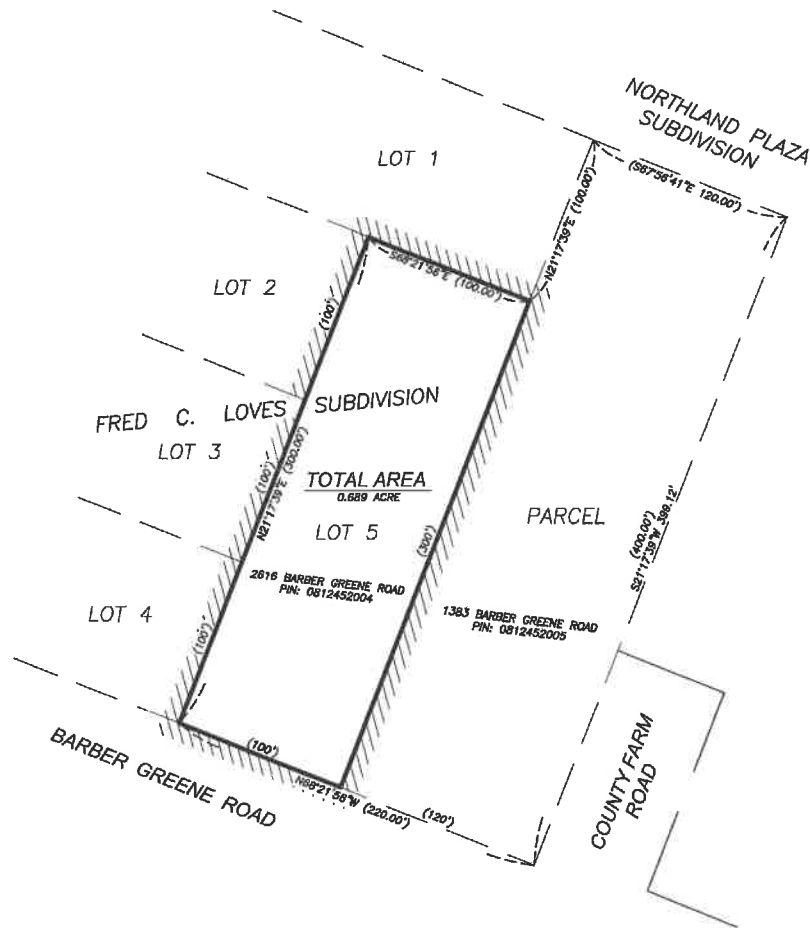 NORTHLAND PLAZA
SUBDIVISION
(S67°56'41"E 120.00')
LOT 1
N21°17'39"E (100.00')
S68°21'56"E (100.00')
LOT 2
(100')
FRED C. LOVES SUBDIVISION
LOT 3
(100')
N21°17'39"E (300.00')
TOTAL AREA
0.689 ACRE
LOT 5
(300')
PARCEL
(400.00')
S21°17'39"W 399.12'
2616 BARBER GREENE ROAD
PIN: 0812452004
1383 BARBER GREENE ROAD
PIN: 0812452005
LOT 4
(100')
BARBER GREENE ROAD
(100')
N68°21'56"W (220.00')
(120')
COUNTY FARM
ROAD